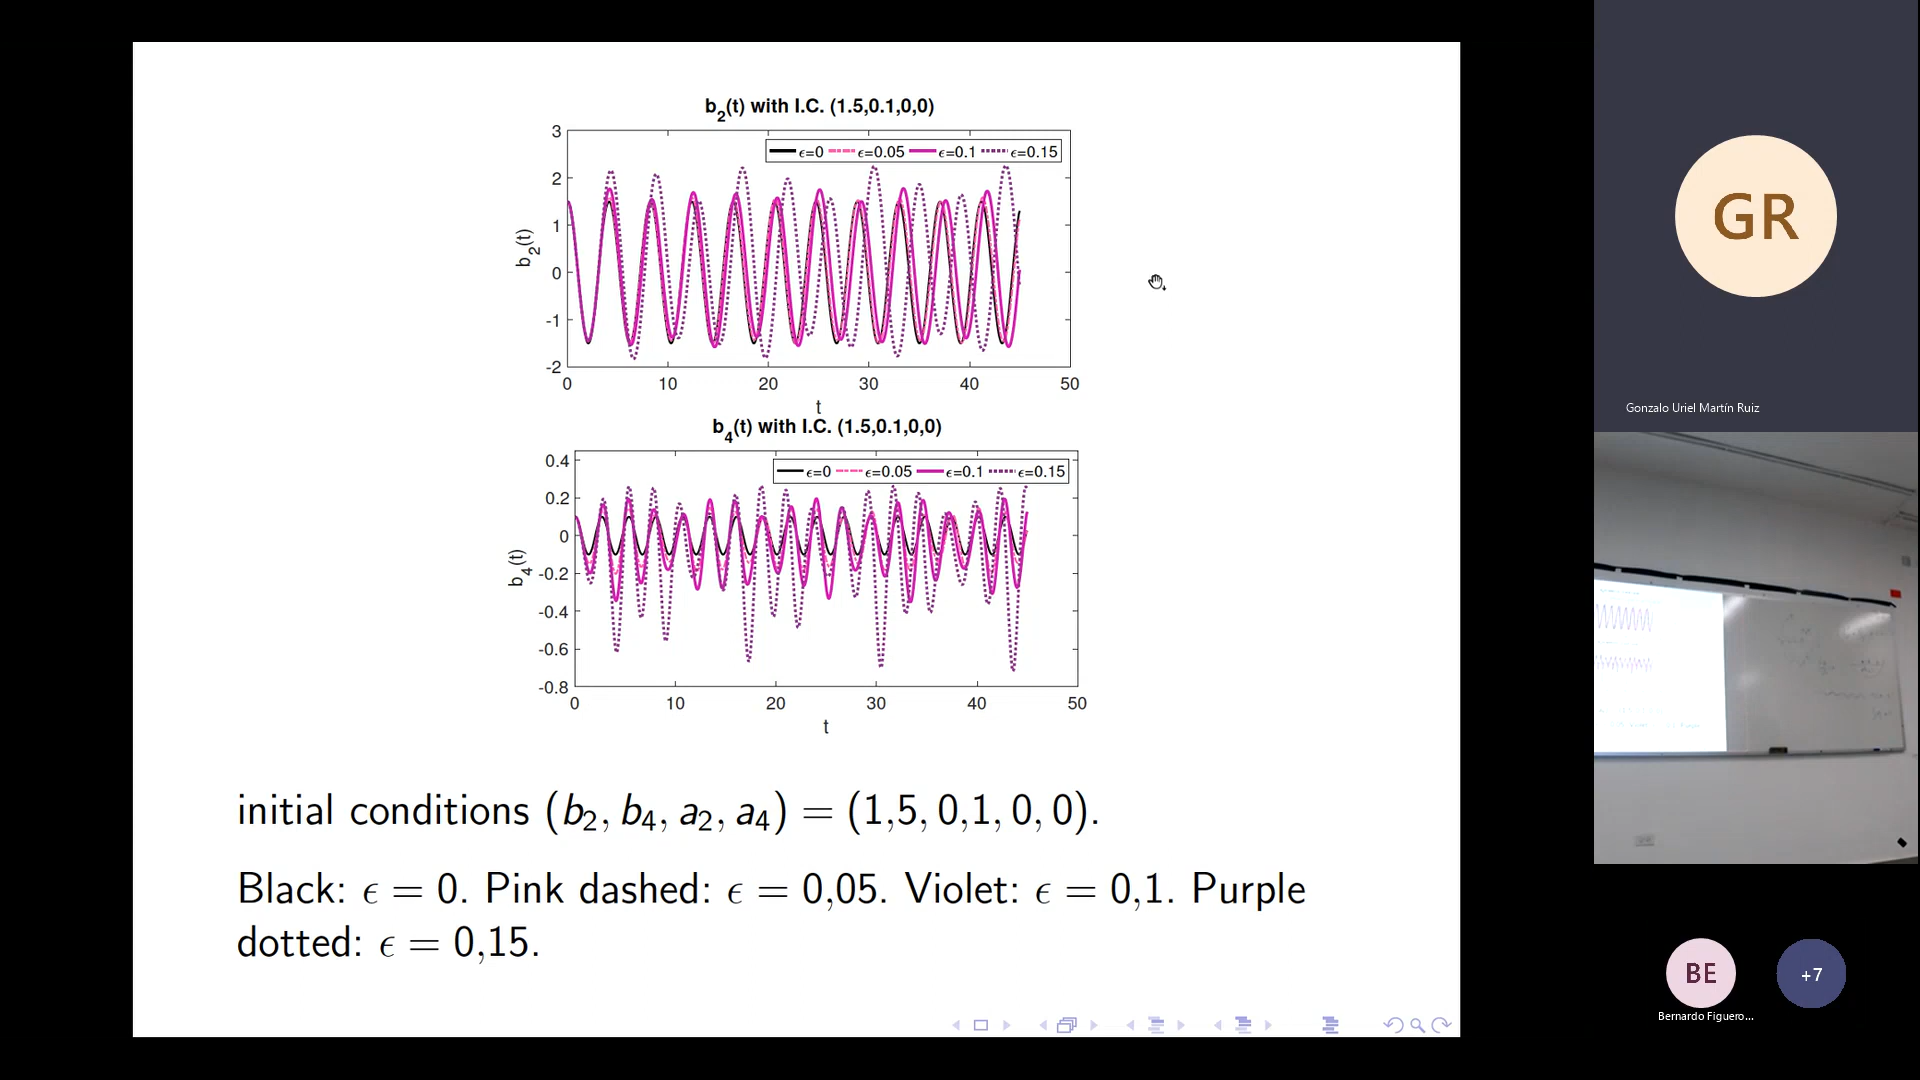 b2(t) with I.C. (1.5,0.1,0,0)
ϵ=0 ϵ=0.05 ϵ=0.1 ϵ=0.15
3
2
1
0
-1
-2
b2(t)
0 10 20 30 40 50
t
b4(t) with I.C. (1.5,0.1,0,0)
ϵ=0 ϵ=0.05 ϵ=0.1 ϵ=0.15
0.4
0.2
0
-0.2
-0.4
-0.6
-0.8
b4(t)
0 10 20 30 40 50
t
initial conditions (b2, b4, a2, a4) = (1,5, 0,1, 0, 0).
Black: ϵ = 0. Pink dashed: ϵ = 0,05. Violet: ϵ = 0,1. Purple
dotted: ϵ = 0,15.
GR
Gonzalo Uriel Martín Ruiz
BE
+7
Bernardo Figuero...